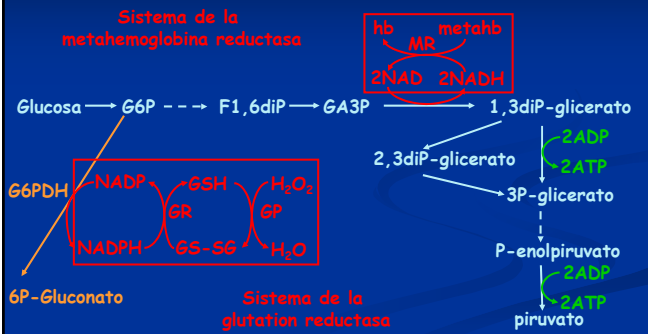 Sistema de la
metahemoglobina reductasa
hb metahb
MR
2NAD 2NADH
Glucosa G6P F1,6diP GA3P 1,3diP-glicerato
2ADP
2,3diP-glicerato
2ATP
G6PDH NADP GSH H₂O₂
3P-glicerato
GR GP
NADPH GS-SG H₂O
P-enolpiruvato
2ADP
6P-Gluconato
Sistema de la
2ATP
glutation reductasa
piruvato